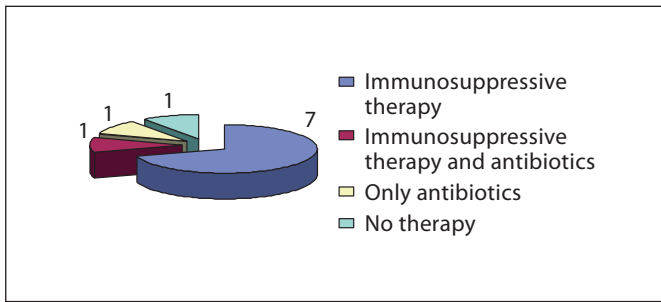 1
1
1
7
Immunosuppressive
therapy
Immunosuppressive
therapy and antibiotics
Only antibiotics
No therapy